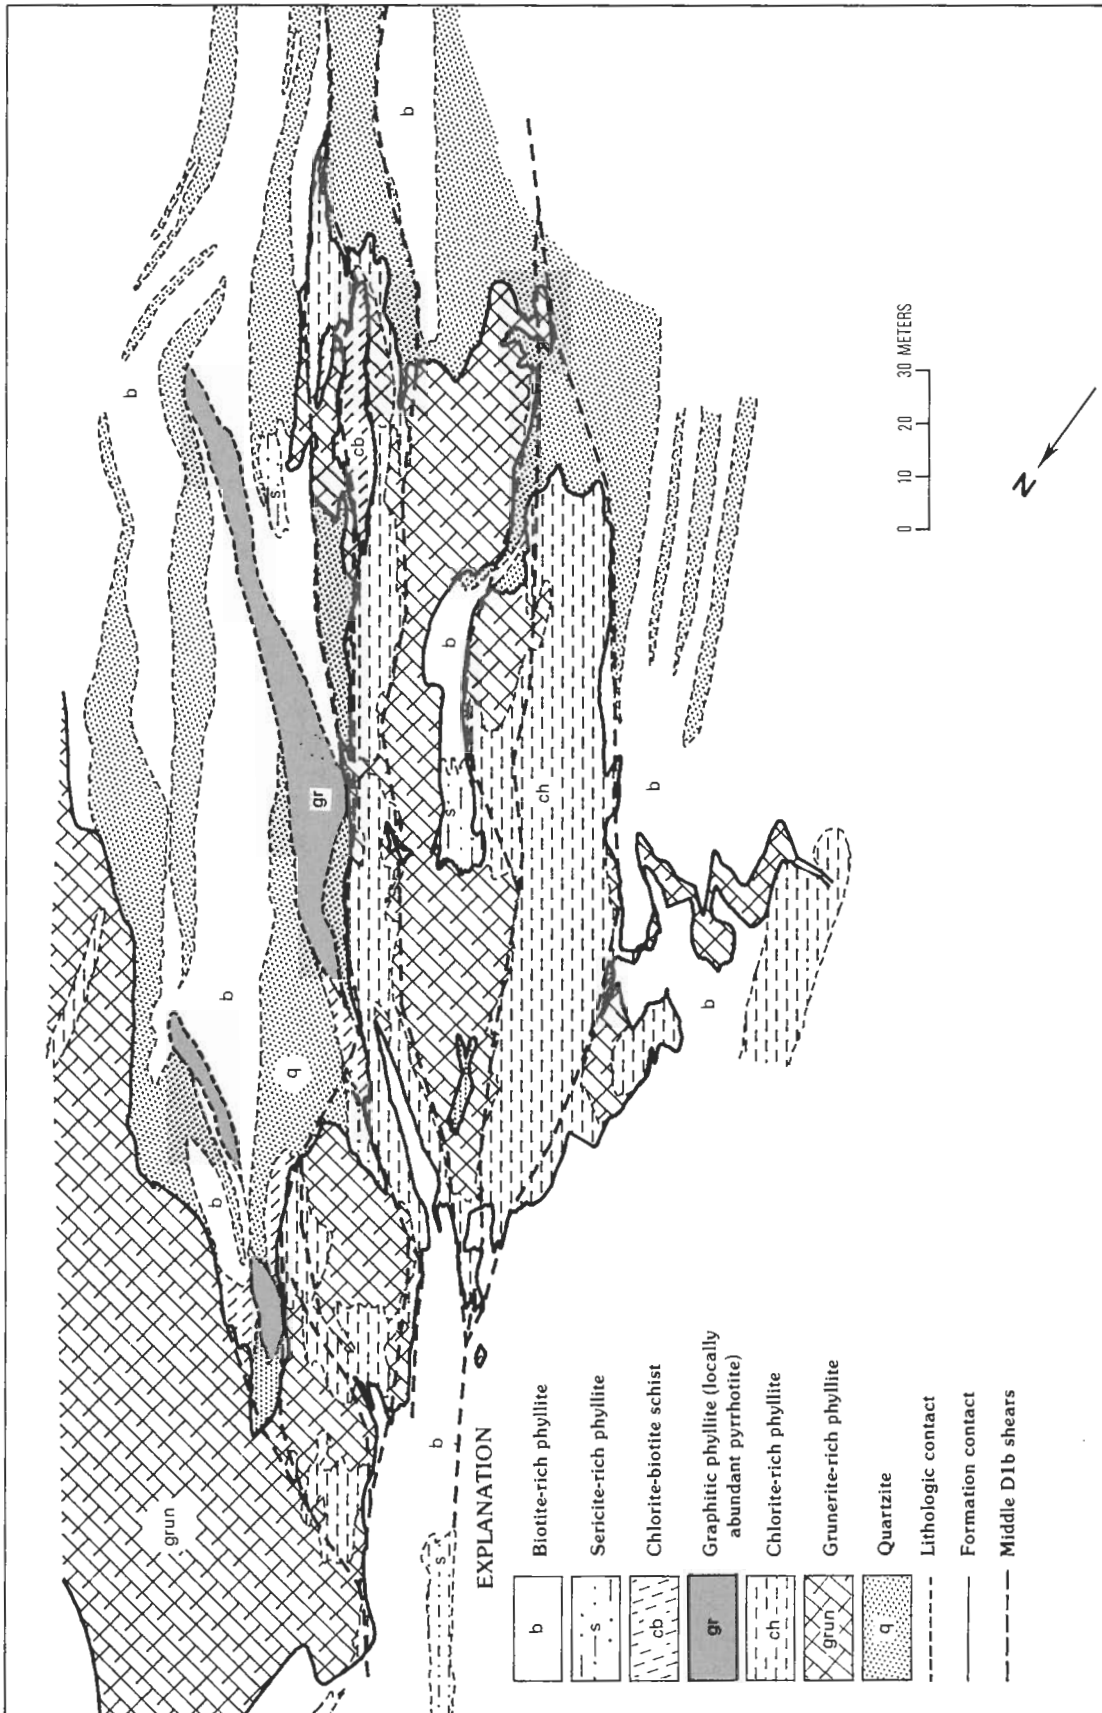 b
b
b
cb
s
b
gr
ch
b
b
b
q
b
grun
b
s
0 10 20 30 METERS
N
s
EXPLANATION
b Biotite-rich phyllite
s Sericite-rich phyllite
cb Chlorite-biotite schist
gr Graphitic phyllite (locally
abundant pyrrhotite)
ch Chlorite-rich phyllite
grun Grunerite-rich phyllite
q Quartzite
Lithologic contact
Formation contact
Middle D1b shears